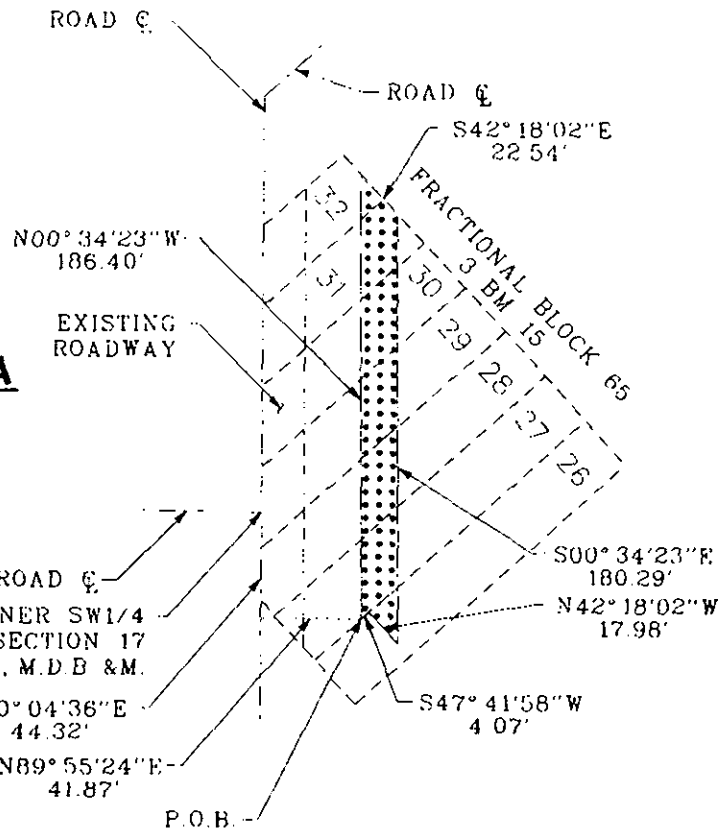 ROAD ℄
ROAD ℄
S42°18'02"E
22 54'
FRACTIONAL BLOCK 65
3 BM 15
32
31
30
29
28
27
26
N00°34'23"W
186.40'
EXISTING
ROADWAY
A
ROAD ℄
NER SW1/4
SECTION 17
, M.D.B &M.
0°04'36"E
44.32'
N89°55'24"E
41.87'
P.O.B.
S00°34'23"E
180.29'
N42°18'02"W
17.98'
S47°41'58"W
4 07'